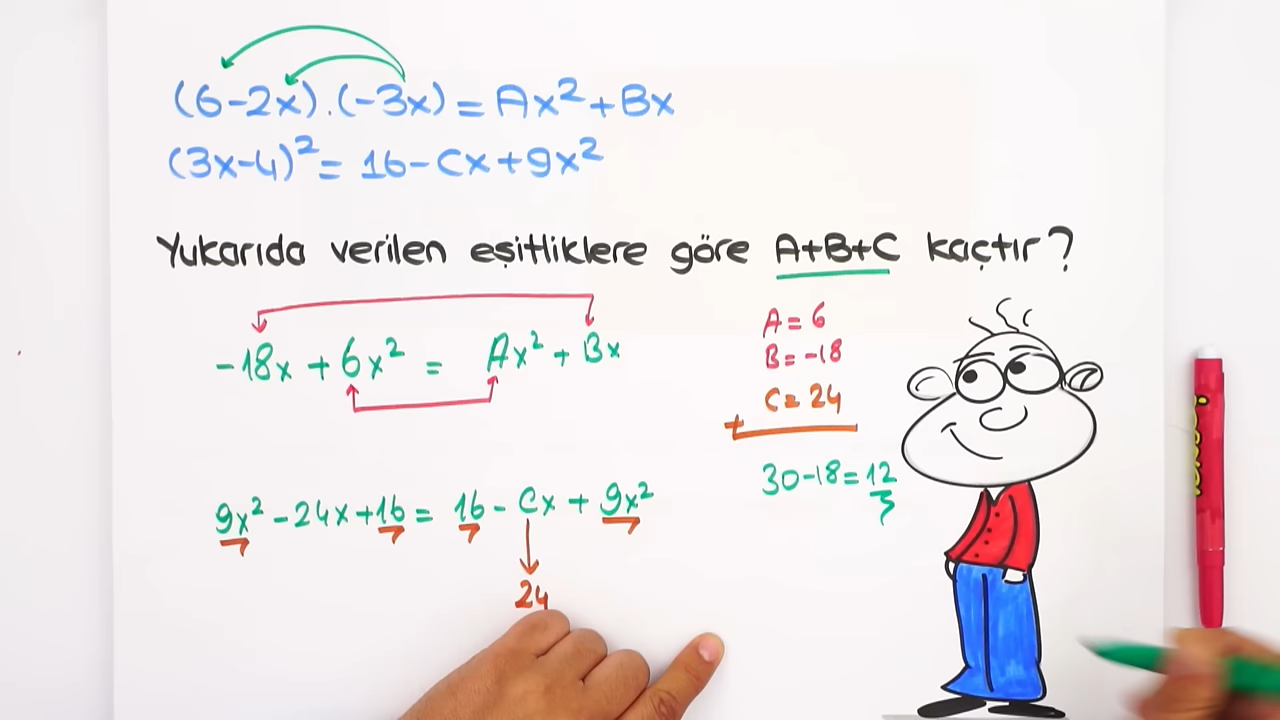 (6-2x).(-3x)=Ax²+Bx
(3x-4)²=16-Cx+9x²
Yukarıda verilen eşitliklere göre A+B+C kaçtır?
-18x+6x² = Ax²+Bx
A=6
B=-18
C=24
+
30-18=12
9x²-24x+16=16-Cx+9x²
24